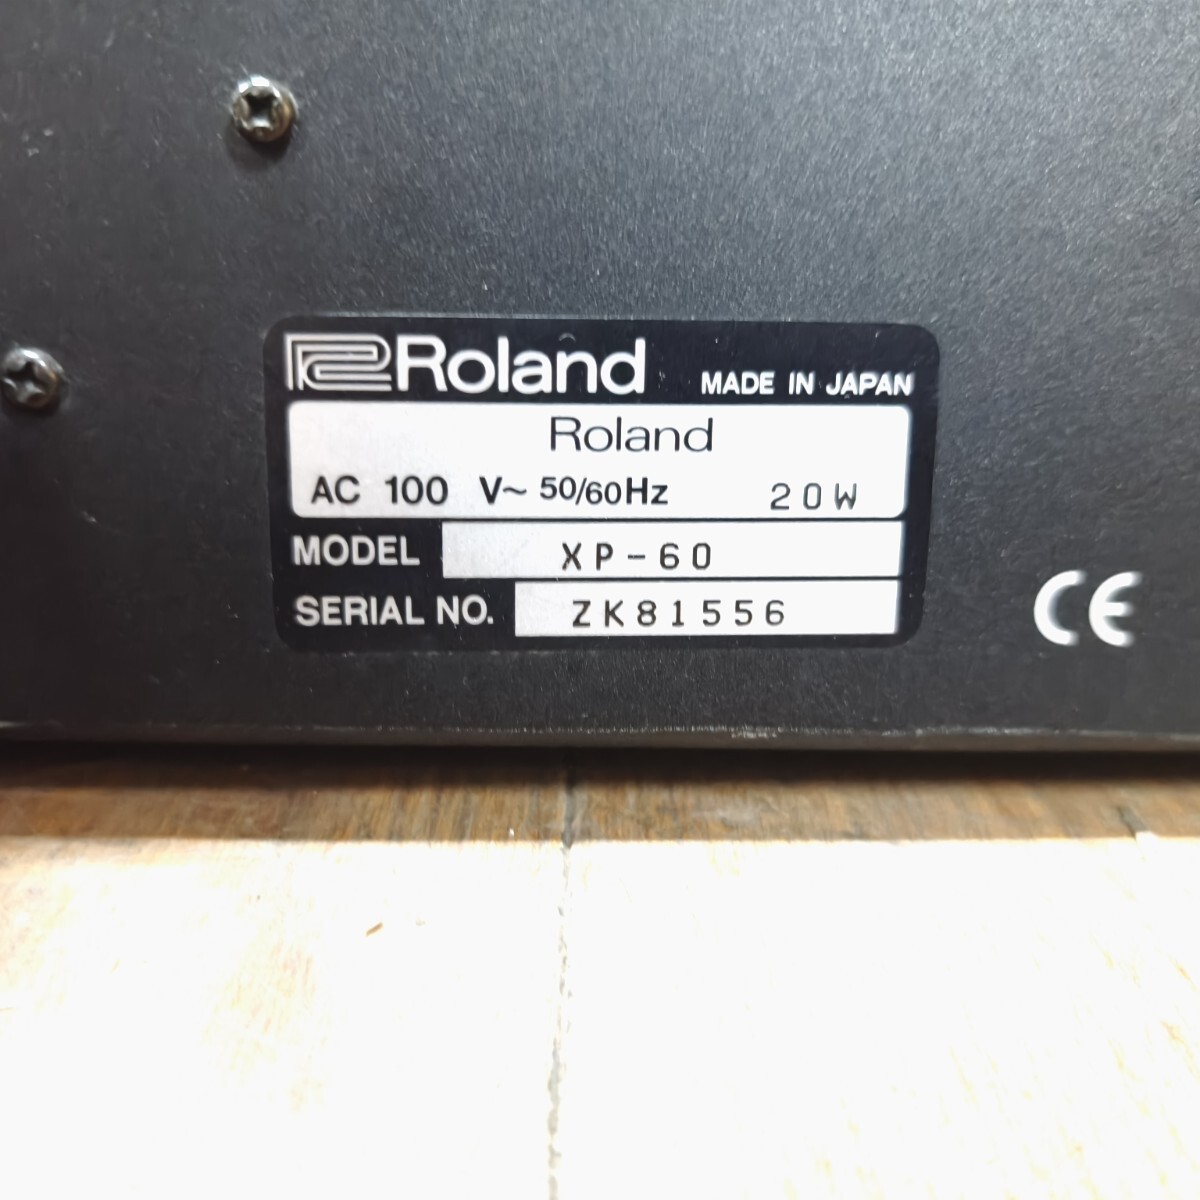 Roland MADE IN JAPAN
Roland
AC 100 V~ 50/60Hz 20W
MODEL XP-60
SERIAL NO. ZK81556
CE